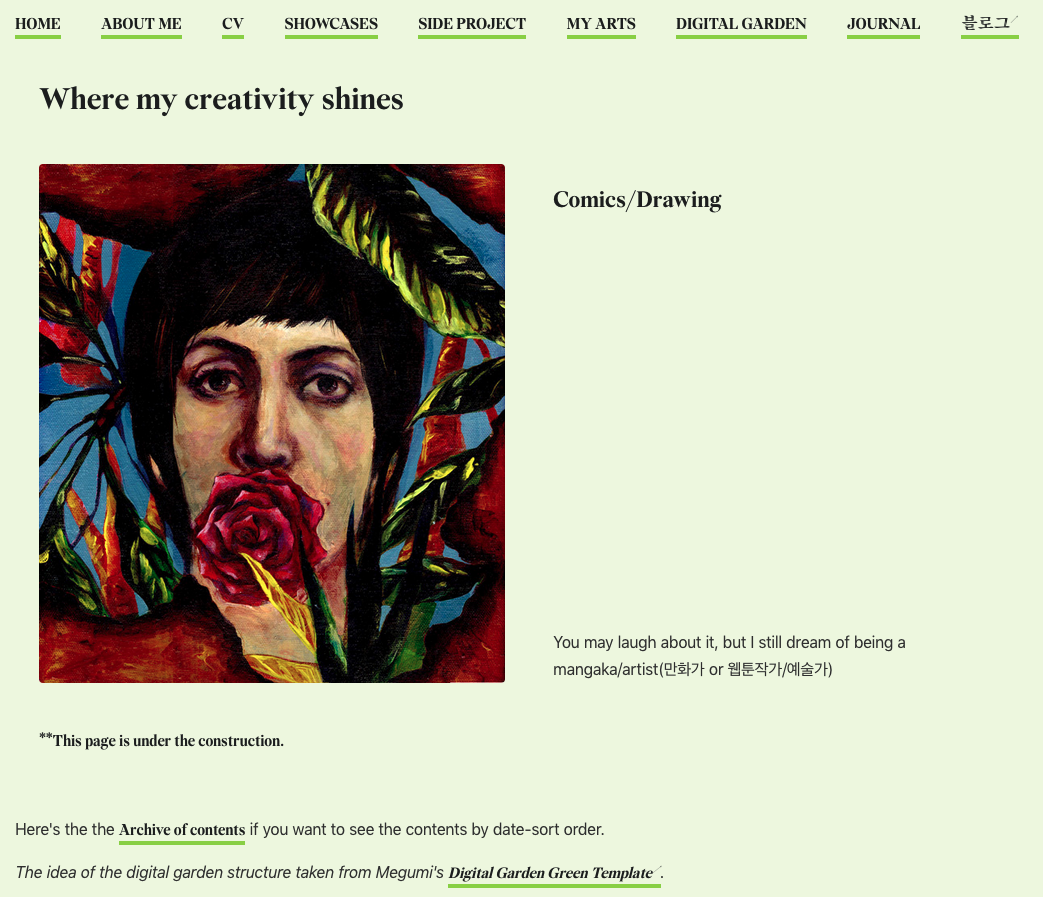 HOME ABOUT ME CV SHOWCASES SIDE PROJECT MY ARTS DIGITAL GARDEN JOURNAL 블로그
Where my creativity shines
Comics/Drawing
You may laugh about it, but I still dream of being a
mangaka/artist(만화가 or 웹툰작가/예술가)
**This page is under the construction.
Here's the the Archive of contents if you want to see the contents by date-sort order.
The idea of the digital garden structure taken from Megumi's Digital Garden Green Template.